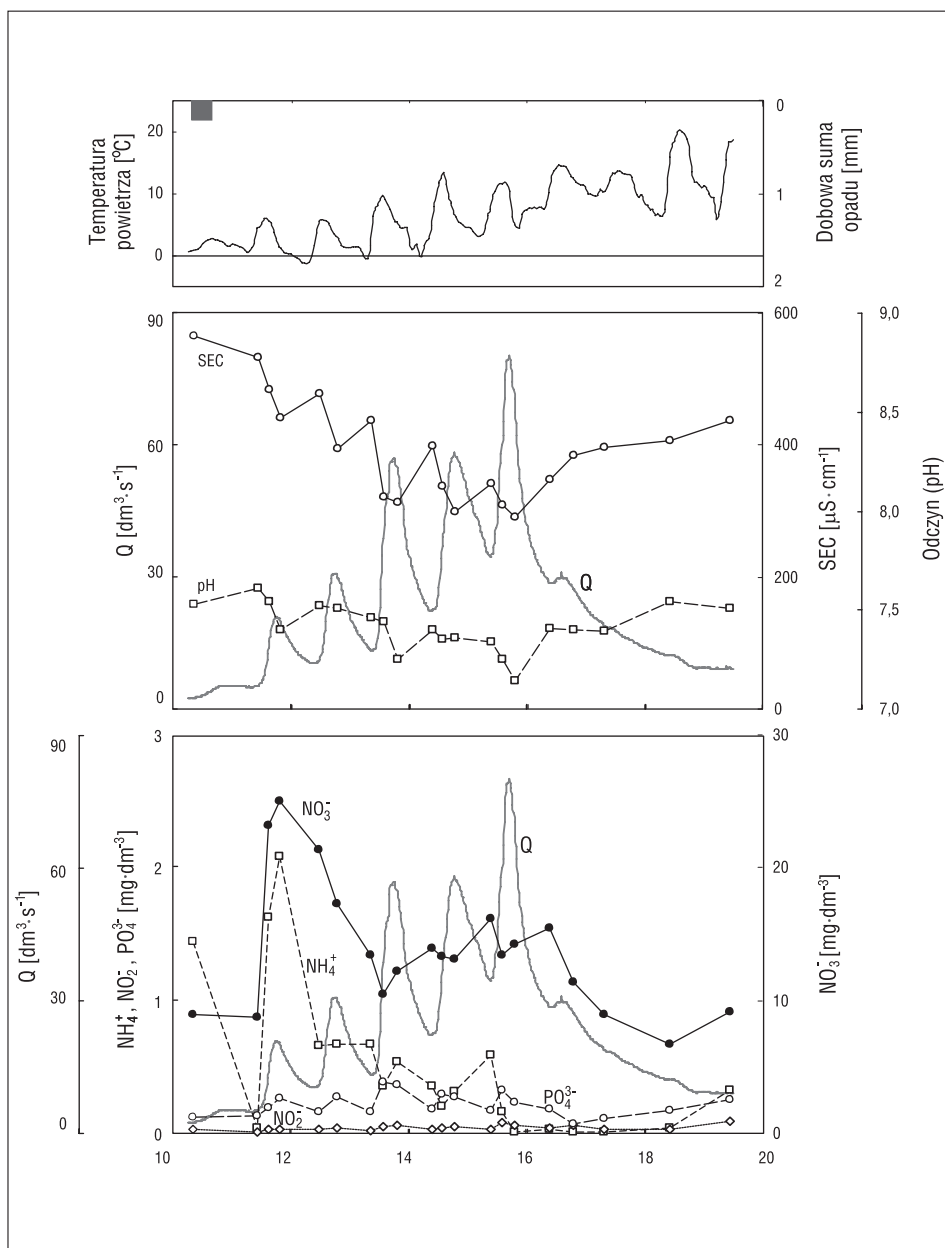 Temperatura
powietrza [°C]
20
10
0
0
1
2
Dobowa suma
opadu [mm]
Q [dm³·s⁻¹]
90
60
30
0
SEC
pH
Q
600
400
200
0
SEC [µS·cm⁻¹]
9,0
8,5
8,0
7,5
7,0
Odczyn (pH)
Q [dm³·s⁻¹]
90
60
30
0
NH₄⁺, NO₂⁻, PO₄³⁻ [mg·dm⁻³]
3
2
1
0
NO₃⁻
NH₄⁺
Q
NO₂⁻
PO₄³⁻
30
20
10
0
NO₃⁻ [mg·dm⁻³]
10 12 14 16 18 20